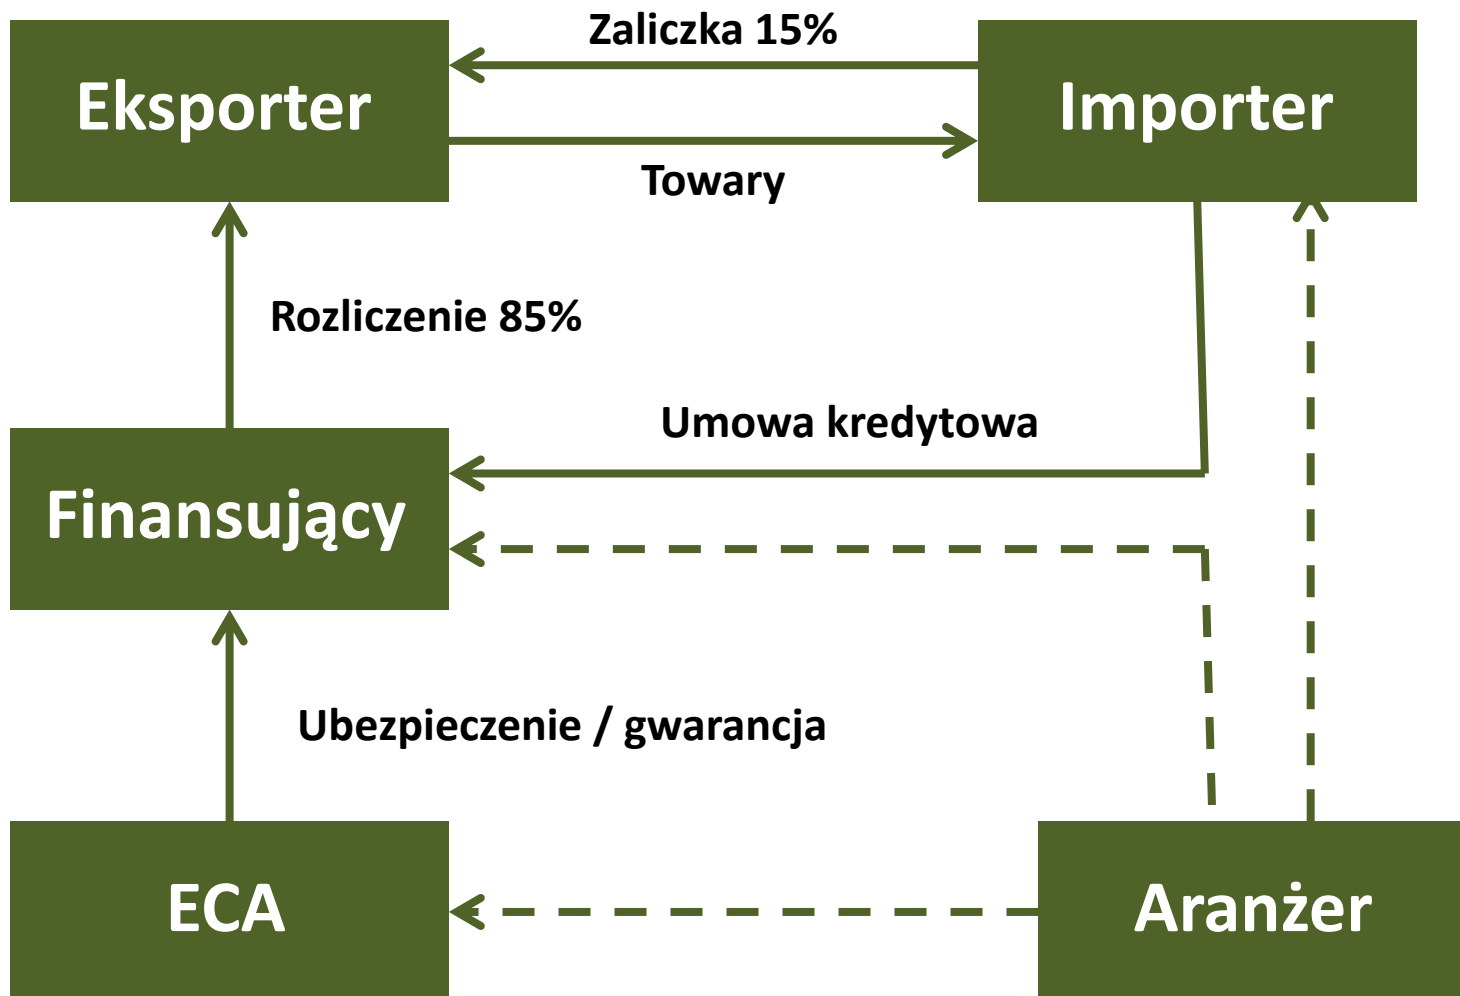 Zaliczka 15%
Eksporter
Importer
Towary
Rozliczenie 85%
Umowa kredytowa
Finansujący
Ubezpieczenie / gwarancja
ECA
Aranżer